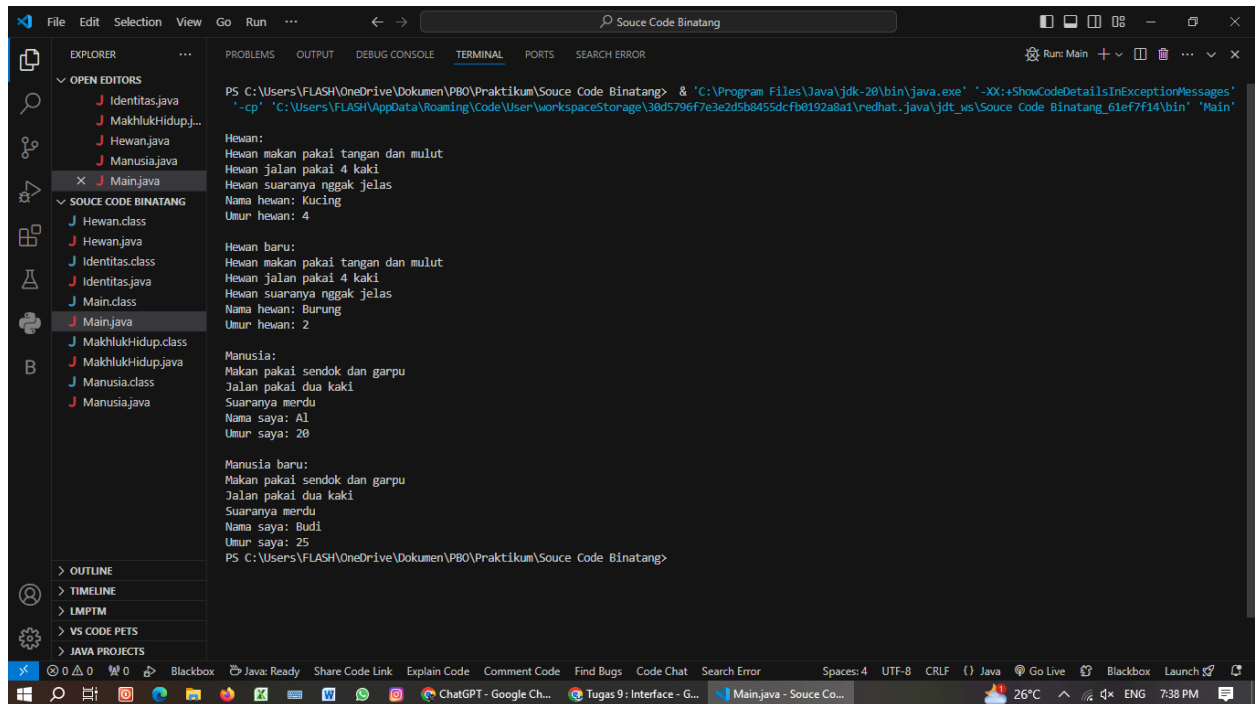 File Edit Selection View Go Run ··· Souce Code Binatang
EXPLORER ···
OPEN EDITORS
Identitas.java
MakhlukHidup.j...
Hewan.java
Manusia.java
Main.java
SOUCE CODE BINATANG
Hewan.class
Hewan.java
Identitas.class
Identitas.java
Main.class
Main.java
MakhlukHidup.class
MakhlukHidup.java
Manusia.class
Manusia.java
OUTLINE
TIMELINE
LMPTM
VS CODE PETS
JAVA PROJECTS
PROBLEMS OUTPUT DEBUG CONSOLE TERMINAL PORTS SEARCH ERROR Run: Main
PS C:\Users\FLASH\OneDrive\Dokumen\PBO\Praktikum\Souce Code Binatang> & 'C:\Program Files\Java\jdk-20\bin\java.exe' '-XX:+ShowCodeDetailsInExceptionMessages'
'-cp' 'C:\Users\FLASH\AppData\Roaming\Code\User\workspaceStorage\30d5796f7e3e2d5b8455dcfb0192a8a1\redhat.java\jdt_ws\Souce Code Binatang_61ef7f14\bin' 'Main'
Hewan:
Hewan makan pakai tangan dan mulut
Hewan jalan pakai 4 kaki
Hewan suaranya nggak jelas
Nama hewan: Kucing
Umur hewan: 4
Hewan baru:
Hewan makan pakai tangan dan mulut
Hewan jalan pakai 4 kaki
Hewan suaranya nggak jelas
Nama hewan: Burung
Umur hewan: 2
Manusia:
Makan pakai sendok dan garpu
Jalan pakai dua kaki
Suaranya merdu
Nama saya: Al
Umur saya: 20
Manusia baru:
Makan pakai sendok dan garpu
Jalan pakai dua kaki
Suaranya merdu
Nama saya: Budi
Umur saya: 25
PS C:\Users\FLASH\OneDrive\Dokumen\PBO\Praktikum\Souce Code Binatang>
0 0 0 Blackbox Java: Ready Share Code Link Explain Code Comment Code Find Bugs Code Chat Search Error Spaces: 4 UTF-8 CRLF {} Java Go Live Blackbox Launch
ChatGPT - Google Ch... Tugas 9 : Interface - G... Main.java - Souce Co... 26°C ENG 7:38 PM